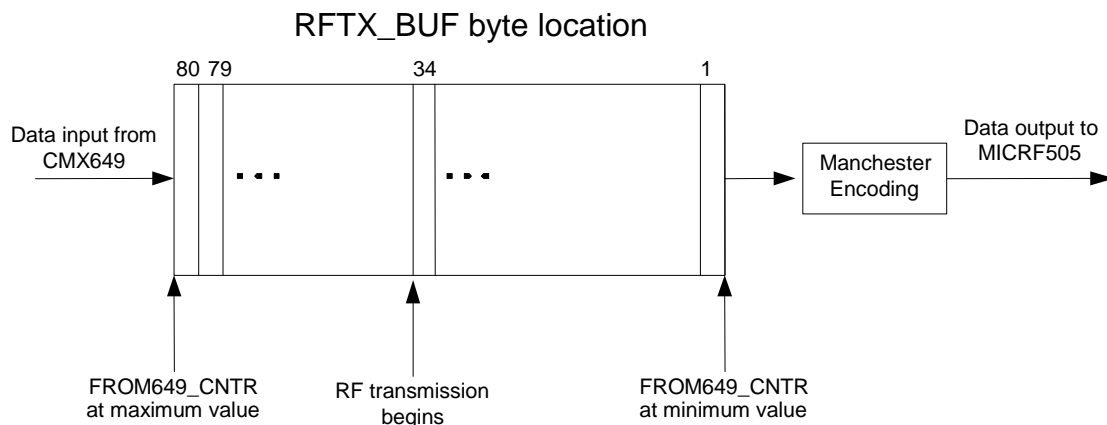 RFTX_BUF byte location
80 79 34 1
Data input from
CMX649
Manchester
Encoding
Data output to
MICRF505
FROM649_CNTR
at maximum value
RF transmission
begins
FROM649_CNTR
at minimum value